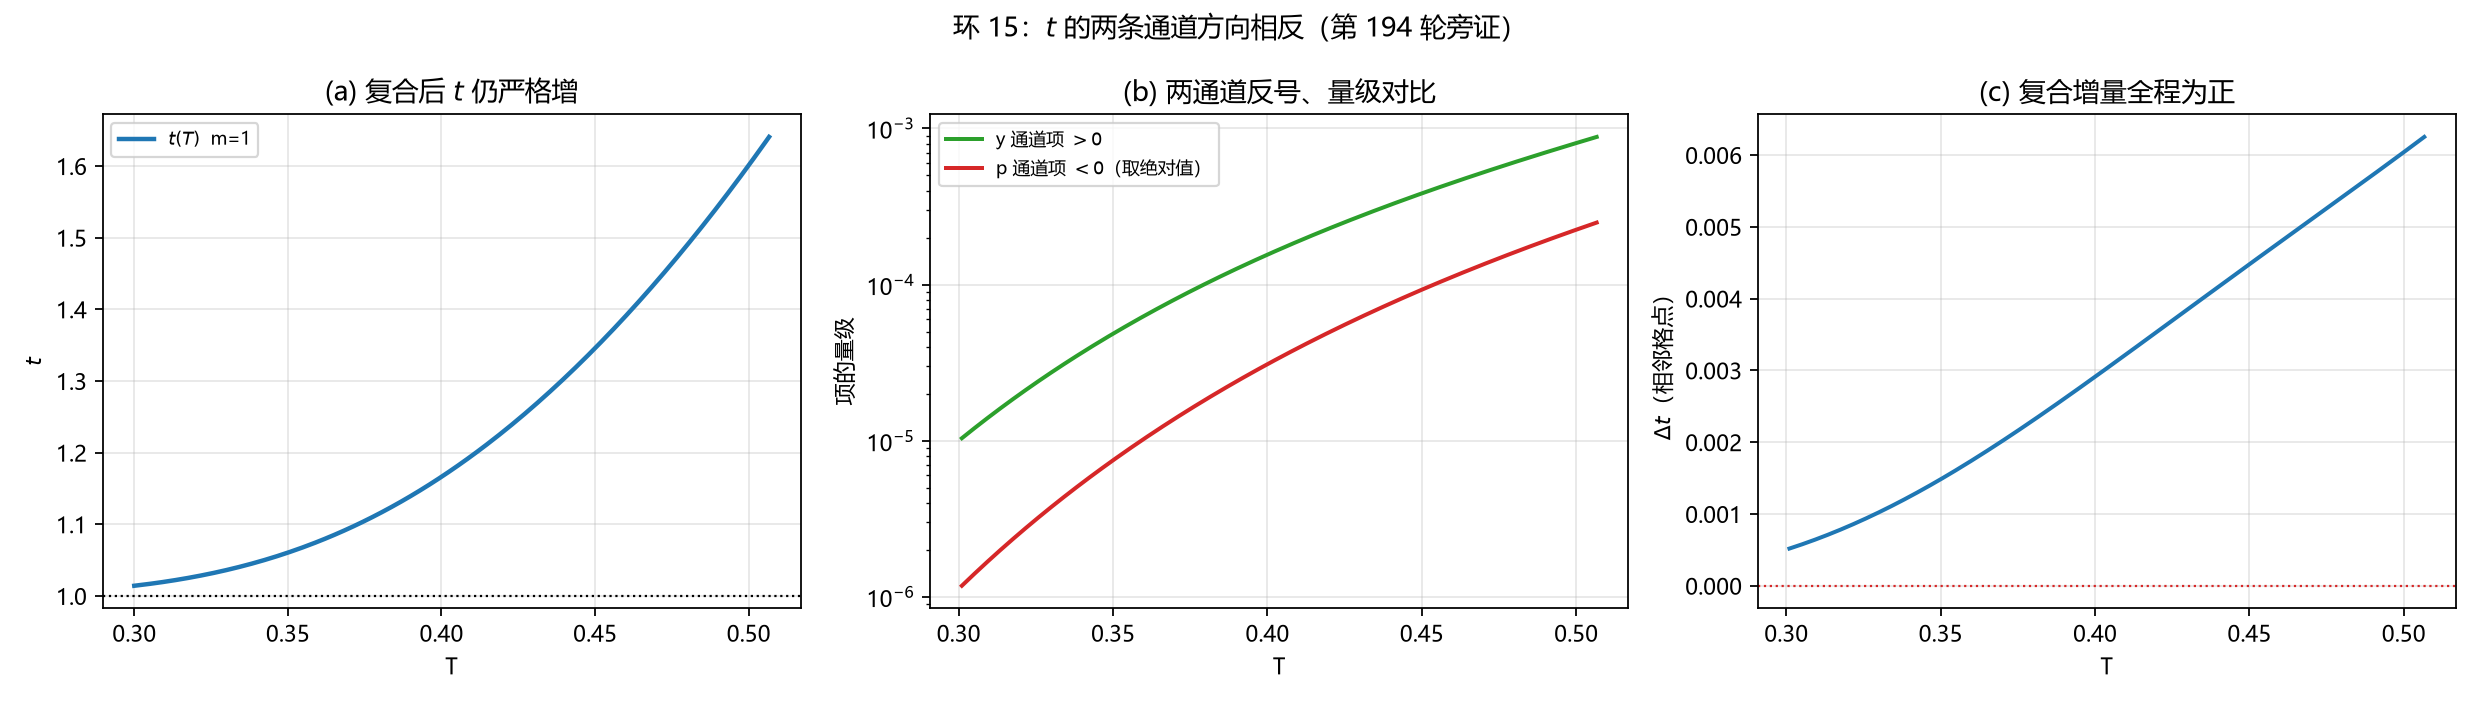 环 15：t 的两条通道方向相反（第 194 轮旁证）
(a) 复合后 t 仍严格增
t(T) m=1
1.6
1.5
1.4
1.3
1.2
1.1
1.0
t
0.30 0.35 0.40 0.45 0.50
T
(b) 两通道反号、量级对比
y 通道项 > 0
p 通道项 < 0（取绝对值）
10⁻³
10⁻⁴
10⁻⁵
10⁻⁶
项的量级
0.30 0.35 0.40 0.45 0.50
T
(c) 复合增量全程为正
0.006
0.005
0.004
0.003
0.002
0.001
0.000
Δt（相邻格点）
0.30 0.35 0.40 0.45 0.50
T